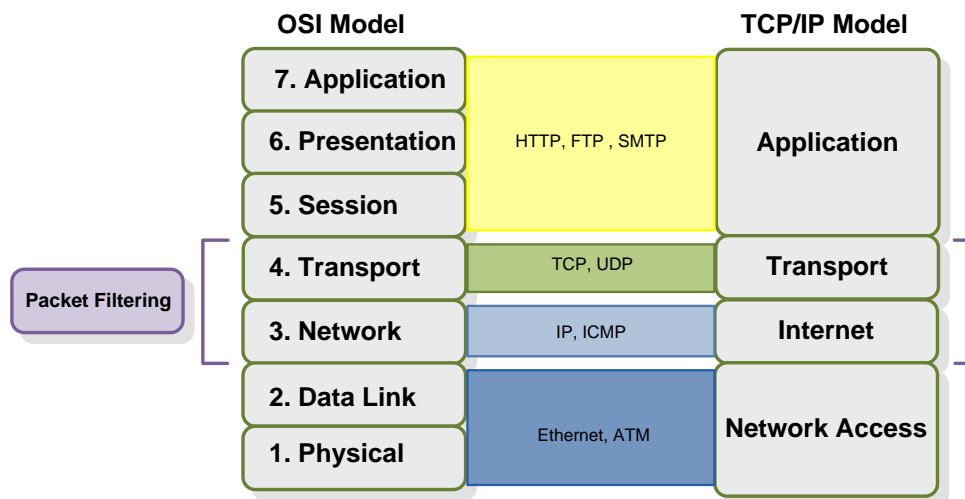 OSI Model
TCP/IP Model
7. Application
6. Presentation
HTTP, FTP , SMTP
Application
5. Session
4. Transport
TCP, UDP
Transport
Packet Filtering
3. Network
IP, ICMP
Internet
2. Data Link
Ethernet, ATM
Network Access
1. Physical